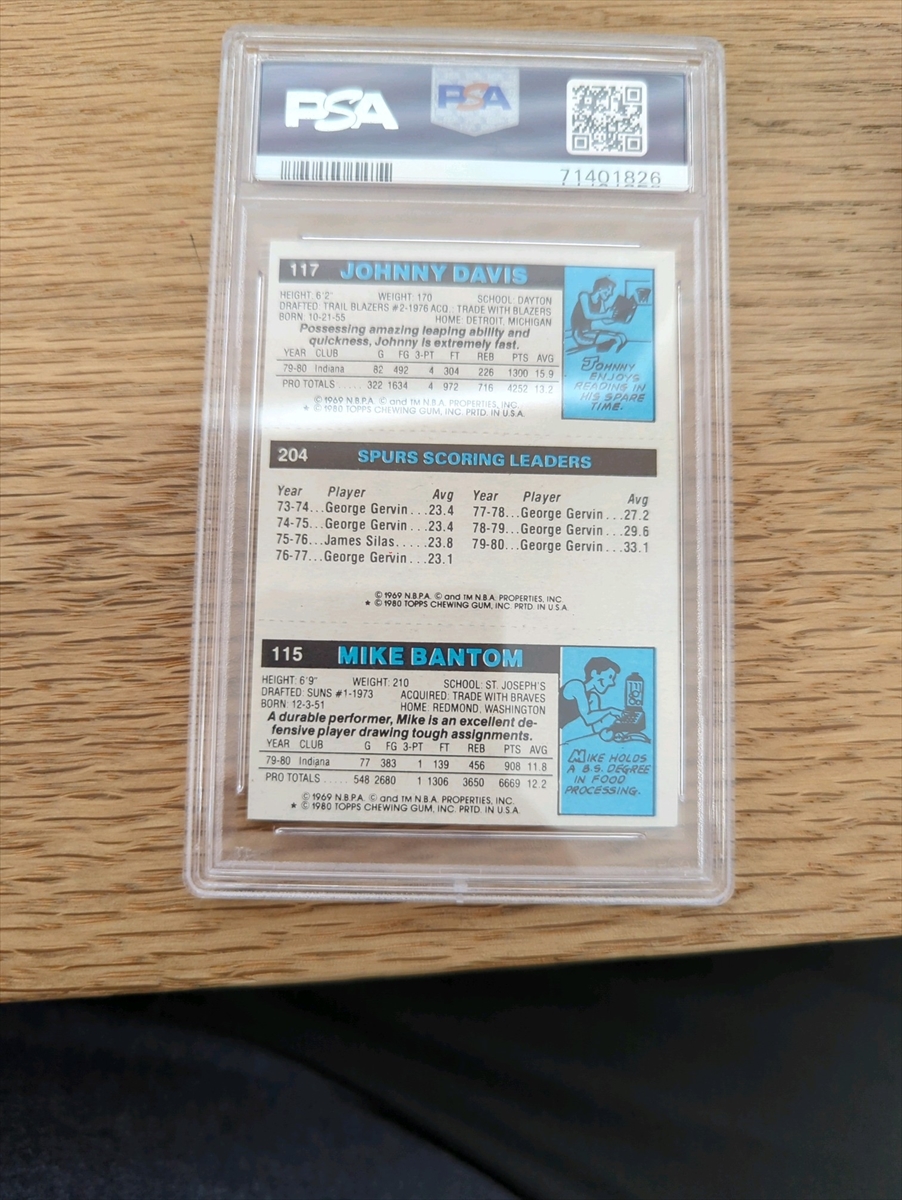 PSA
PSA
71401826
117 JOHNNY DAVIS
HEIGHT: 6'2" WEIGHT: 170 SCHOOL: DAYTON
DRAFTED: TRAIL BLAZERS #2-1976 ACQ.: TRADE WITH BLAZERS
BORN: 10-21-55 HOME: DETROIT, MICHIGAN
Possessing amazing leaping ability and
quickness, Johnny is extremely fast.
YEAR CLUB G FG 3-PT FT REB PTS AVG
79-80 Indiana 82 492 4 304 226 1300 15.9
PRO TOTALS ..... 322 1634 4 972 716 4252 13.2
© 1969 N.B.P.A. © and TM N.B.A. PROPERTIES, INC.
★ © 1980 TOPPS CHEWING GUM, INC. PRTD. IN U.S.A.
JOHNNY
ENJOYS
READING IN
HIS SPARE
TIME.
204 SPURS SCORING LEADERS
Year Player Avg Year Player Avg
73-74...George Gervin...23.4 77-78...George Gervin...27.2
74-75...George Gervin...23.4 78-79...George Gervin...29.6
75-76...James Silas....23.8 79-80...George Gervin...33.1
76-77...George Gervin...23.1
© 1969 N.B.P.A. © and TM N.B.A. PROPERTIES, INC.
★ © 1980 TOPPS CHEWING GUM, INC. PRTD. IN U.S.A.
115 MIKE BANTOM
HEIGHT: 6'9" WEIGHT: 210 SCHOOL: ST. JOSEPH'S
DRAFTED: SUNS #1-1973 ACQUIRED: TRADE WITH BRAVES
BORN: 12-3-51 HOME: REDMOND, WASHINGTON
A durable performer, Mike is an excellent de-
fensive player drawing tough assignments.
YEAR CLUB G FG 3-PT FT REB PTS AVG
79-80 Indiana 77 383 1 139 456 908 11.8
PRO TOTALS ..... 548 2680 1 1306 3650 6669 12.2
© 1969 N.B.P.A. © and TM N.B.A. PROPERTIES, INC.
★ © 1980 TOPPS CHEWING GUM, INC. PRTD. IN U.S.A.
MIKE HOLDS
A B.S. DEGREE
IN FOOD
PROCESSING.